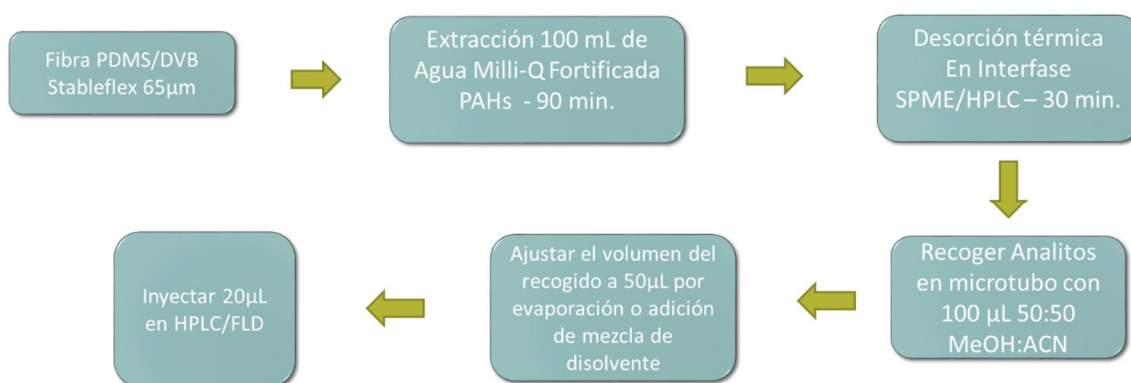 Fibra PDMS/DVB
Stableflex 65µm
Extracción 100 mL de
Agua Milli-Q Fortificada
PAHs - 90 min.
Desorción térmica
En Interfase
SPME/HPLC – 30 min.
Recoger Analitos
en microtubo con
100 µL 50:50
MeOH:ACN
Ajustar el volumen del
recogido a 50µL por
evaporación o adición
de mezcla de
disolvente
Inyectar 20µL
en HPLC/FLD